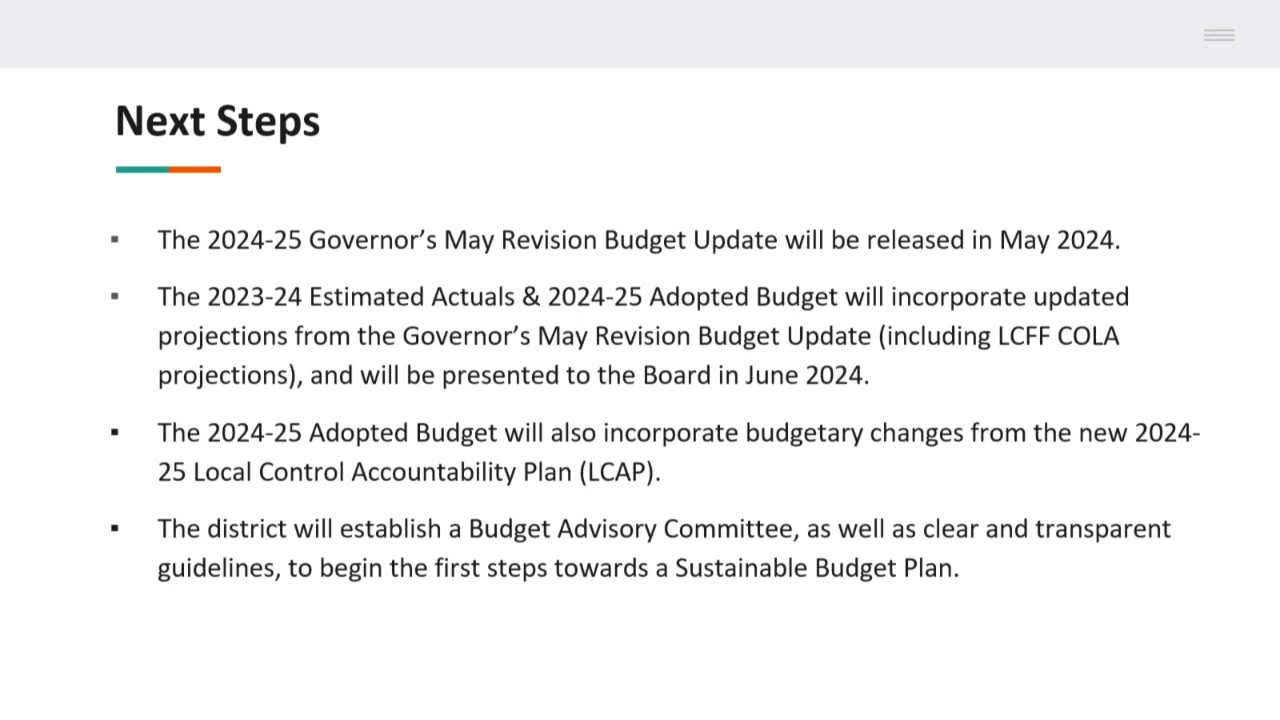 Next Steps
▪ The 2024-25 Governor’s May Revision Budget Update will be released in May 2024.
▪ The 2023-24 Estimated Actuals & 2024-25 Adopted Budget will incorporate updated
projections from the Governor’s May Revision Budget Update (including LCFF COLA
projections), and will be presented to the Board in June 2024.
▪ The 2024-25 Adopted Budget will also incorporate budgetary changes from the new 2024-
25 Local Control Accountability Plan (LCAP).
▪ The district will establish a Budget Advisory Committee, as well as clear and transparent
guidelines, to begin the first steps towards a Sustainable Budget Plan.